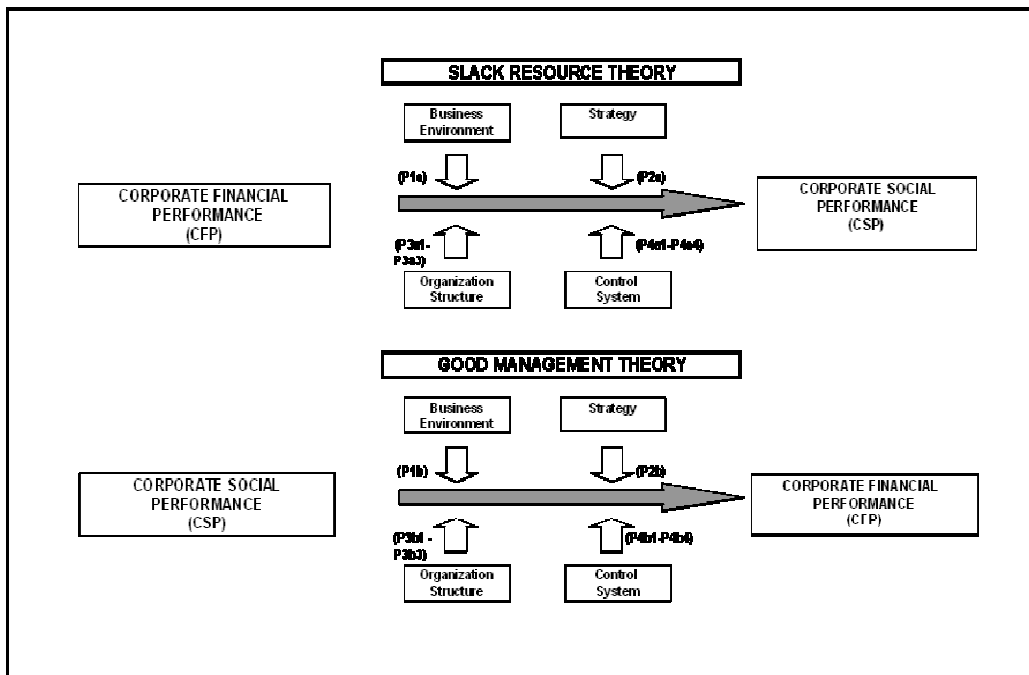 SLACK RESOURCE THEORY
Business
Environment
Strategy
(P1a)
(P2a)
CORPORATE FINANCIAL
PERFORMANCE
(CFP)
CORPORATE SOCIAL
PERFORMANCE
(CSP)
(P3a1-
P3a3)
(P4a1-P4a4)
Organization
Structure
Control
System
GOOD MANAGEMENT THEORY
Business
Environment
Strategy
(P1b)
(P2b)
CORPORATE SOCIAL
PERFORMANCE
(CSP)
CORPORATE FINANCIAL
PERFORMANCE
(CFP)
(P3b1 -
P3b3)
(P4b1-P4b4)
Organization
Structure
Control
System